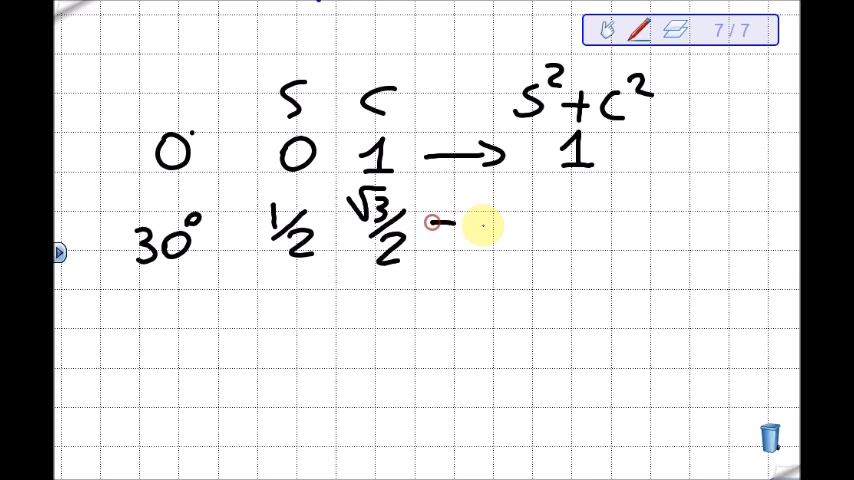 7 / 7
S C S² + C²
0° 0 1 → 1
30° 1/2 √3/2 –